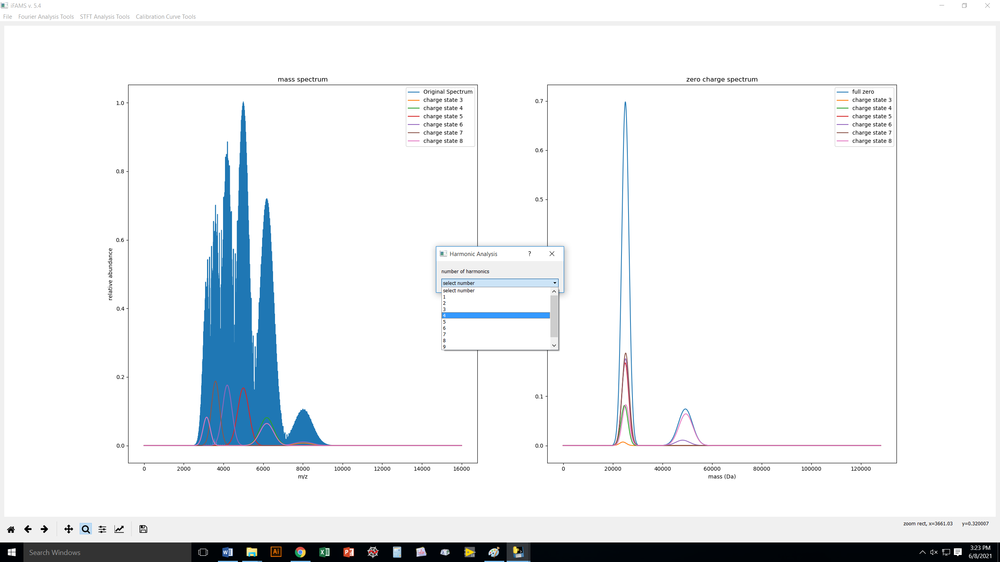 iFAMS v. 5.4
File Fourier Analysis Tools STFT Analysis Tools Calibration Curve Tools
mass spectrum
Original Spectrum
charge state 3
charge state 4
charge state 5
charge state 6
charge state 7
charge state 8
1.0
0.8
0.6
0.4
0.2
0.0
relative abundance
0 2000 4000 6000 8000 10000 12000 14000 16000
m/z
zero charge spectrum
full zero
charge state 3
charge state 4
charge state 5
charge state 6
charge state 7
charge state 8
0.7
0.6
0.5
0.1
0.0
0 20000 40000 60000 80000 100000 120000
mass (Da)
Harmonic Analysis ?
number of harmonics
select number
select number
1
2
3
4
5
6
7
8
9
zoom rect, x=3661.03 y=0.320007
Search Windows
Ai
19
3:23 PM
6/8/2021